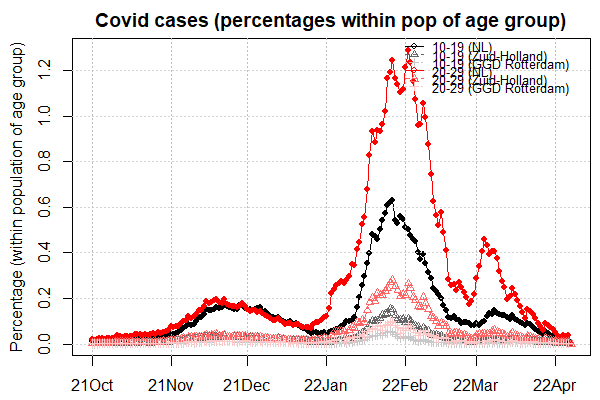 Covid cases (percentages within pop of age group)
Percentage (within population of age group)
1.2
1.0
0.8
0.6
0.4
0.2
0.0
10-19 (NL)
10-19 (Zuid-Holland)
10-19 (GGD Rotterdam)
20-29 (NL)
20-29 (Zuid-Holland)
20-29 (GGD Rotterdam)
21Oct 21Nov 21Dec 22Jan 22Feb 22Mar 22Apr